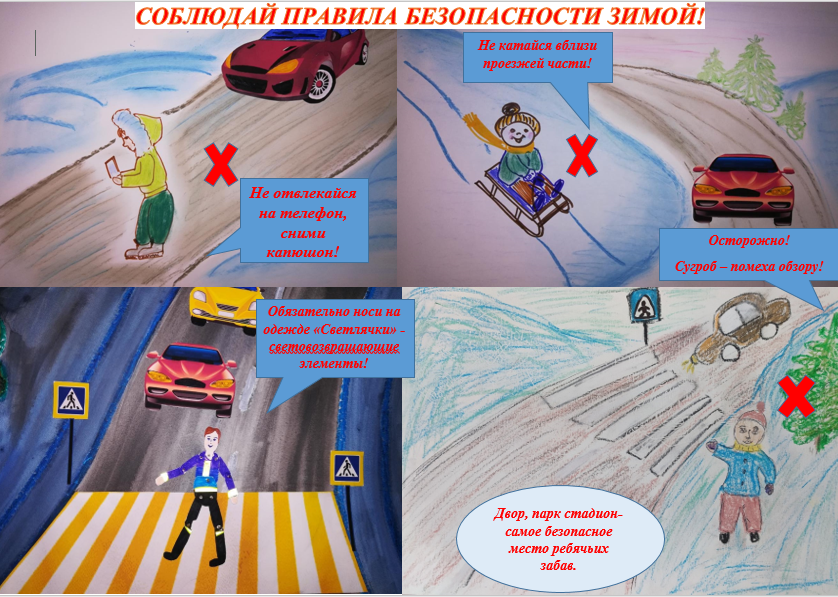 СОБЛЮДАЙ ПРАВИЛА БЕЗОПАСНОСТИ ЗИМОЙ!
Не отвлекайся
на телефон,
сними
капюшон!
Не катайся вблизи
проезжей части!
Осторожно!
Сугроб – помеха обзору!
Обязательно носи на
одежде «Светлячки» -
световозвращающие
элементы!
Двор, парк стадион-
самое безопасное
место ребячьих
забав.